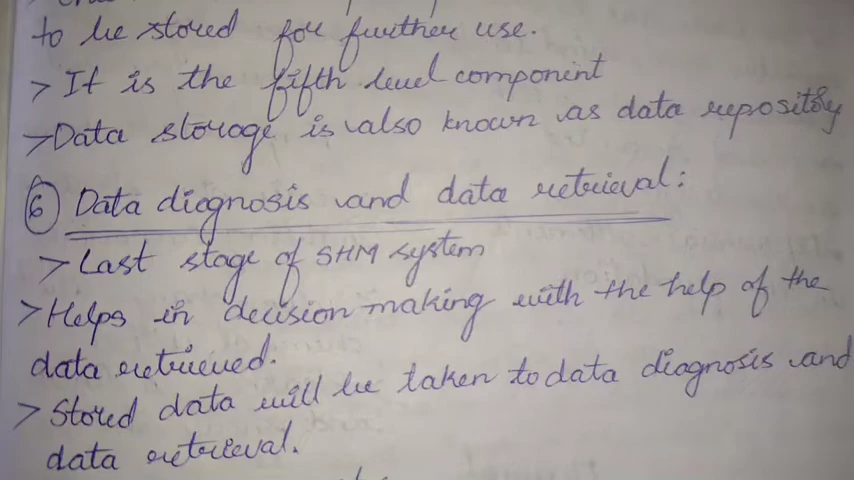 to be stored for further use.
> It is the fifth level component
> Data storage is also known as data repository
⑥ Data diagnosis and data retrieval:
> Last stage of SHM system
> Helps in decision making with the help of the
data retrieved.
> Stored data will be taken to data diagnosis and
data retrieval.